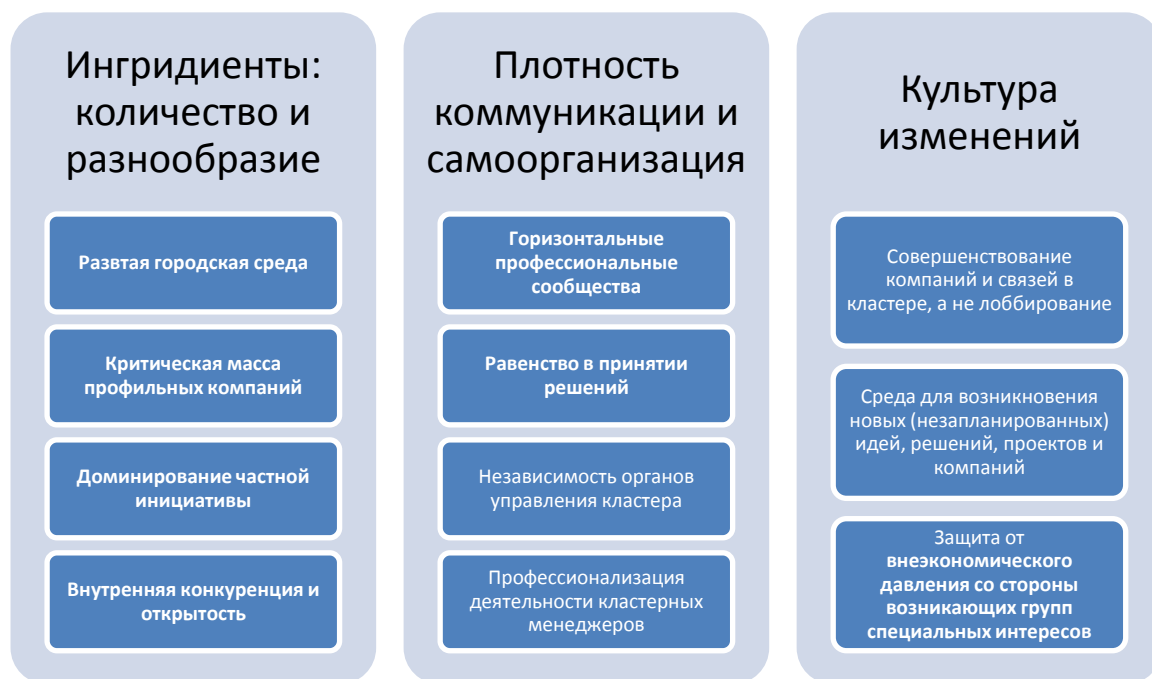 Ингридиенты:
количество и
разнообразие
Развтая городская среда
Критическая масса
профильных компаний
Доминирование частной
инициативы
Внутренняя конкуренция и
открытость
Плотность
коммуникации и
самоорганизация
Горизонтальные
профессиональные
сообщества
Равенство в принятии
решений
Независимость органов
управления кластера
Профессионализация
деятельности кластерных
менеджеров
Культура
изменений
Совершенствование
компаний и связей в
кластере, а не лоббирование
Среда для возникновения
новых (незапланированных)
идей, решений, проектов и
компаний
Защита от
внеэкономического
давления со стороны
возникающих групп
специальных интересов